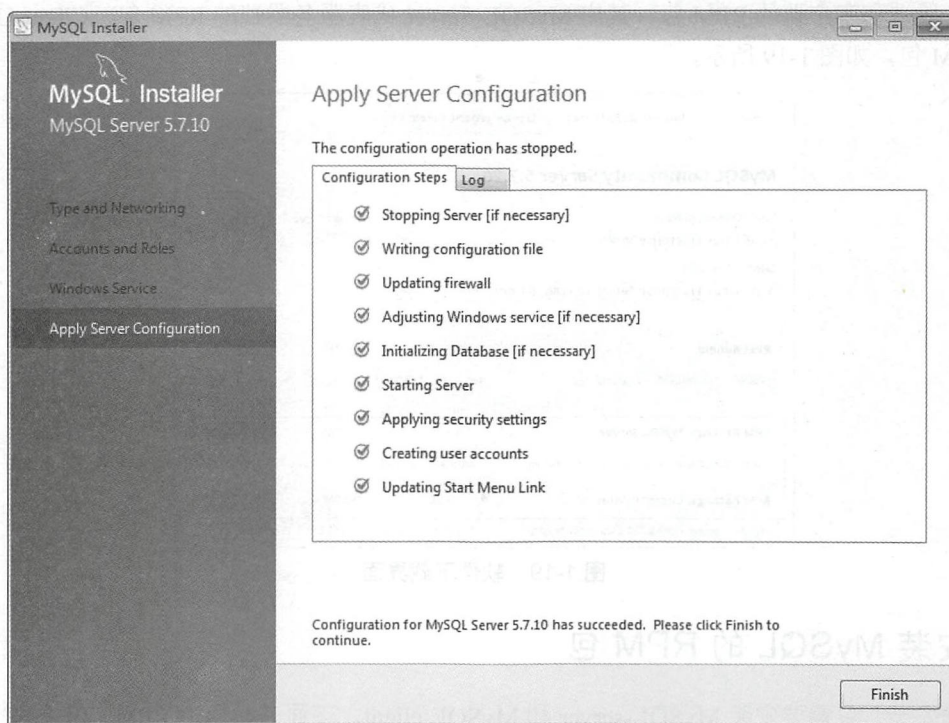 MySQL Installer
MySQL. Installer
MySQL Server 5.7.10
Type and Networking
Accounts and Roles
Windows Service
Apply Server Configuration
Apply Server Configuration
The configuration operation has stopped.
Configuration Steps
Log
Stopping Server [if necessary]
Writing configuration file
Updating firewall
Adjusting Windows service [if necessary]
Initializing Database [if necessary]
Starting Server
Applying security settings
Creating user accounts
Updating Start Menu Link
Configuration for MySQL Server 5.7.10 has succeeded. Please click Finish to
continue.
Finish